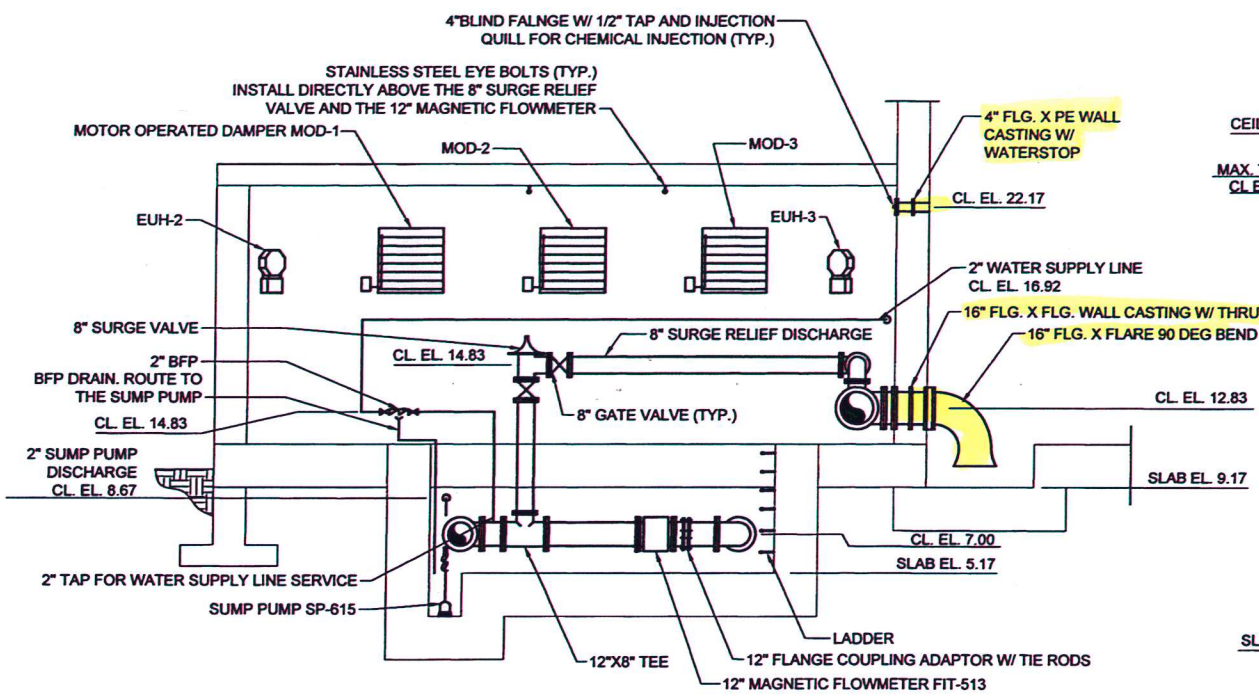 4"BLIND FALNGE W/ 1/2" TAP AND INJECTION
QUILL FOR CHEMICAL INJECTION (TYP.)
STAINLESS STEEL EYE BOLTS (TYP.)
INSTALL DIRECTLY ABOVE THE 8" SURGE RELIEF
VALVE AND THE 12" MAGNETIC FLOWMETER
MOTOR OPERATED DAMPER MOD-1
MOD-2
MOD-3
4" FLG. X PE WALL
CASTING W/
WATERSTOP
CEIL
MAX.
CL E
CL. EL. 22.17
EUH-2
EUH-3
2" WATER SUPPLY LINE
CL. EL. 16.92
16" FLG. X FLG. WALL CASTING W/ THRU
16" FLG. X FLARE 90 DEG BEND
8" SURGE VALVE
8" SURGE RELIEF DISCHARGE
CL. EL. 14.83
2" BFP
BFP DRAIN. ROUTE TO
THE SUMP PUMP
8" GATE VALVE (TYP.)
CL. EL. 12.83
CL. EL. 14.83
2" SUMP PUMP
DISCHARGE
CL. EL. 8.67
SLAB EL. 9.17
CL. EL. 7.00
SLAB EL. 5.17
2" TAP FOR WATER SUPPLY LINE SERVICE
SUMP PUMP SP-615
LADDER
12"X8" TEE
12" FLANGE COUPLING ADAPTOR W/ TIE RODS
12" MAGNETIC FLOWMETER FIT-513
SL